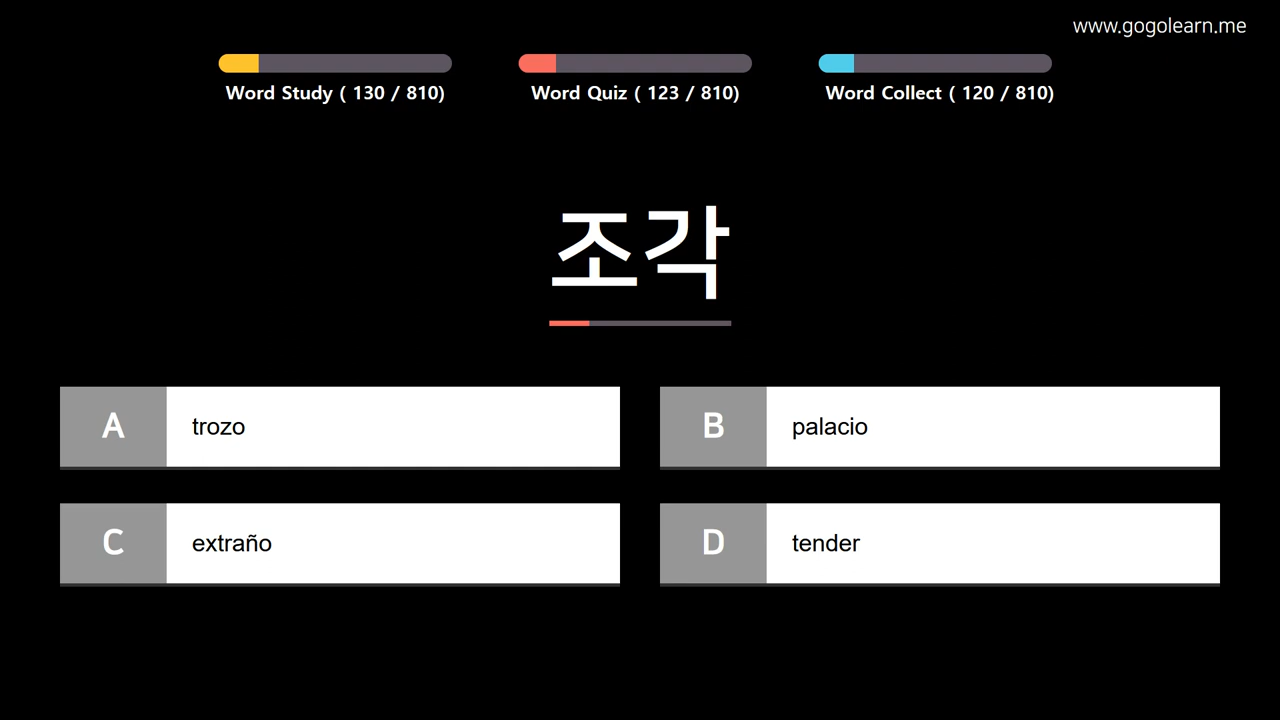 www.gogolearn.me
Word Study ( 130 / 810)
Word Quiz ( 123 / 810)
Word Collect ( 120 / 810)
조각
A trozo
B palacio
C extraño
D tender